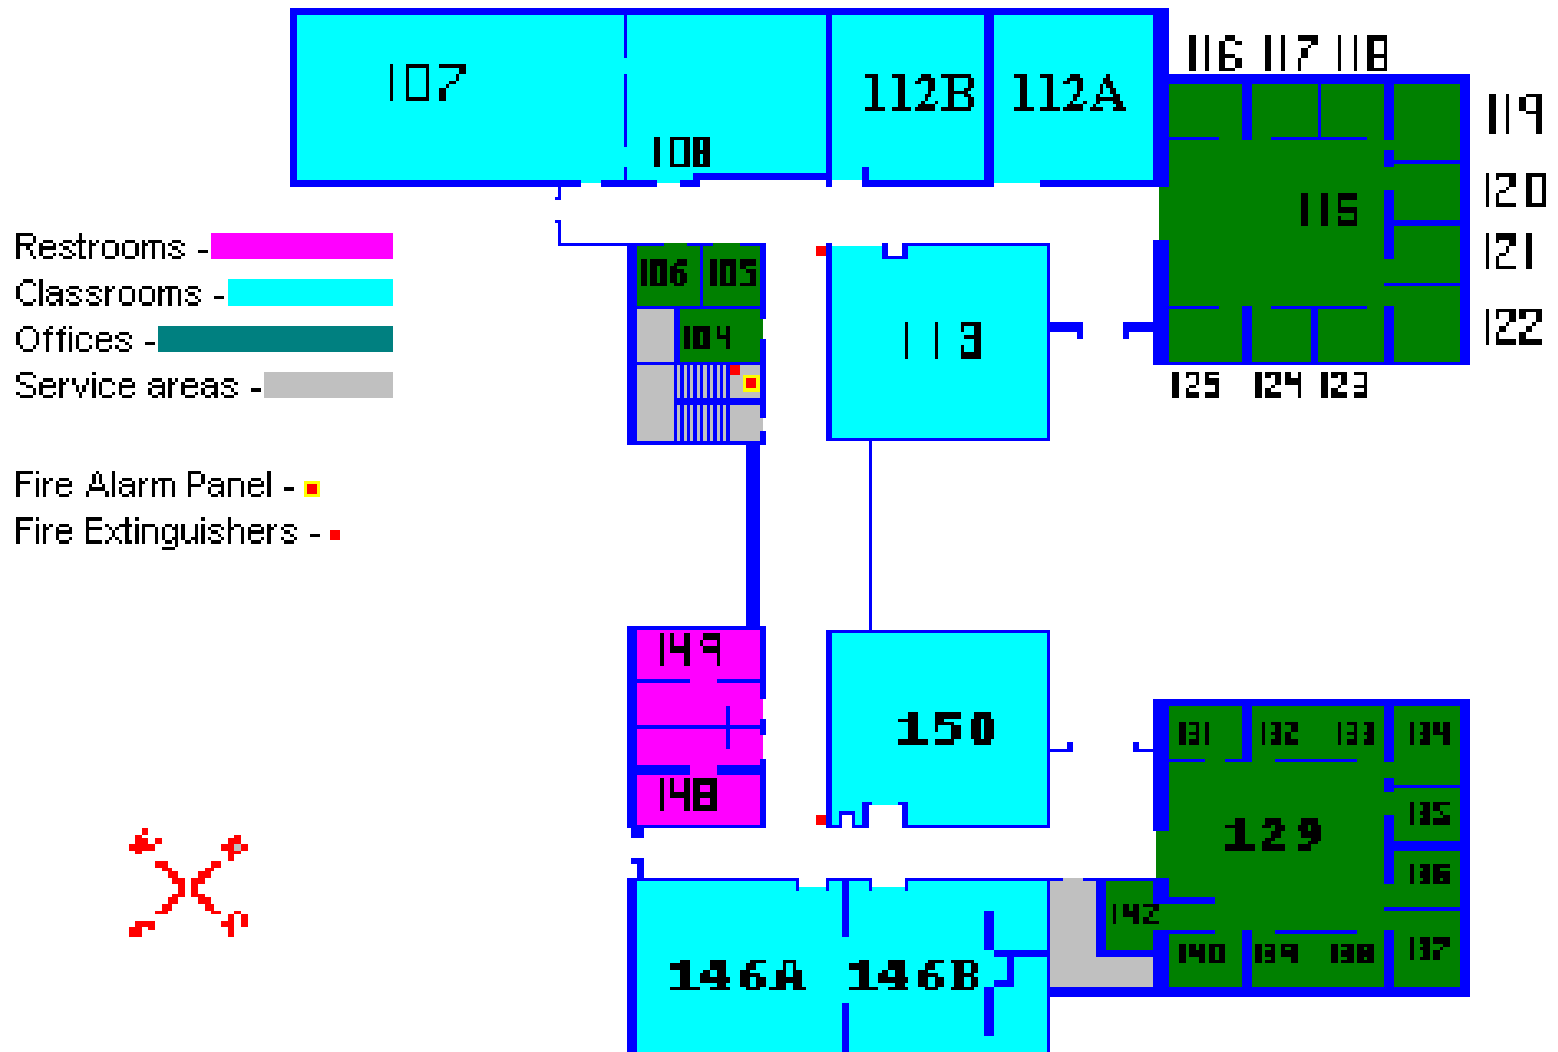 107
108
112B
112A
116 117 118
119
115
120
121
122
125 124 123
106 105
104
113
Restrooms -
Classrooms -
Offices -
Service areas -
Fire Alarm Panel -
Fire Extinguishers -
149
148
150
131 132 133 134
135
129
136
142
140 139 138 137
146A 146B